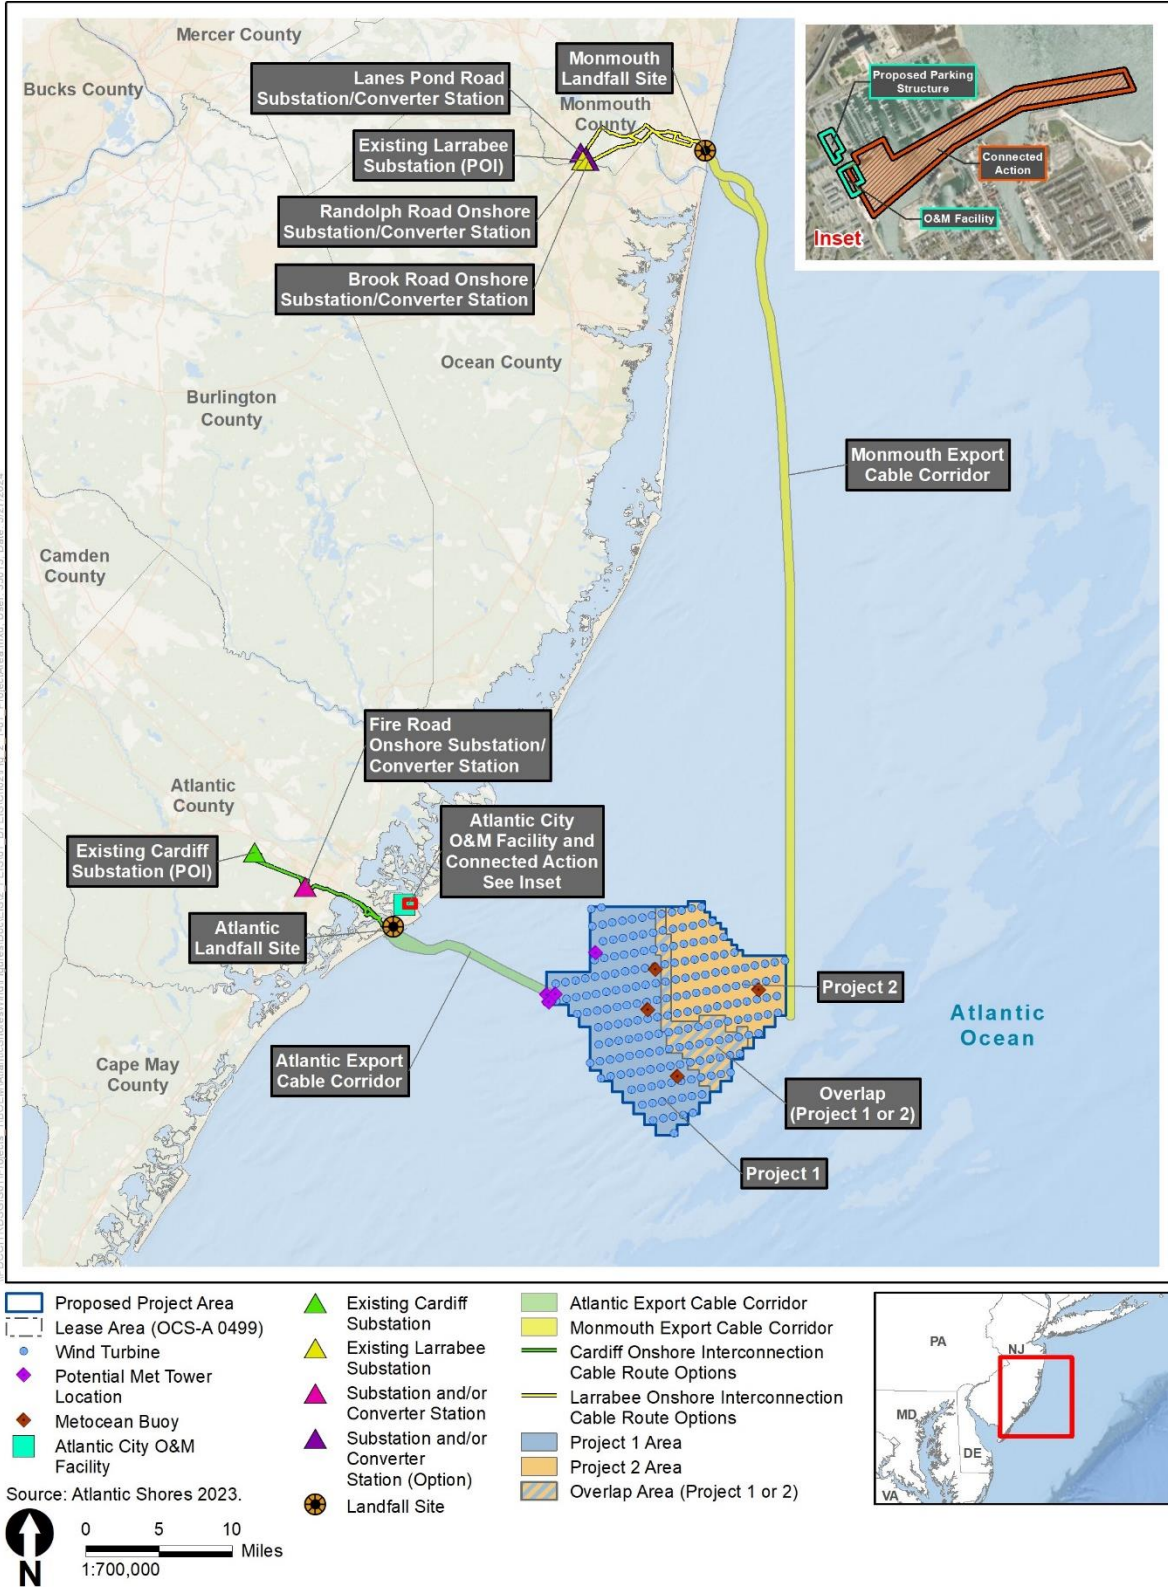 Mercer County
Bucks County
Lanes Pond Road
Substation/Converter Station
Monmouth
Landfall Site
Monmouth
County
Existing Larrabee
Substation (POI)
Randolph Road Onshore
Substation/Converter Station
Brook Road Onshore
Substation/Converter Station
Proposed Parking
Structure
Connected
Action
O&M Facility
Inset
Ocean County
Burlington
County
Monmouth Export
Cable Corridor
Camden
County
Fire Road
Onshore Substation/
Converter Station
Atlantic
County
Existing Cardiff
Substation (POI)
Atlantic City
O&M Facility and
Connected Action
See Inset
Atlantic
Landfall Site
Project 2
Atlantic
Ocean
Atlantic Export
Cable Corridor
Cape May
County
Overlap
(Project 1 or 2)
Project 1
Proposed Project Area
Lease Area (OCS-A 0499)
Wind Turbine
Potential Met Tower
Location
Metocean Buoy
Atlantic City O&M
Facility
Existing Cardiff
Substation
Existing Larrabee
Substation
Substation and/or
Converter Station
Substation and/or
Converter
Station (Option)
Landfall Site
Atlantic Export Cable Corridor
Monmouth Export Cable Corridor
Cardiff Onshore Interconnection
Cable Route Options
Larrabee Onshore Interconnection
Cable Route Options
Project 1 Area
Project 2 Area
Overlap Area (Project 1 or 2)
PA
NJ
MD
DE
VA
Source: Atlantic Shores 2023.
N
0 5 10
Miles
1:700,000